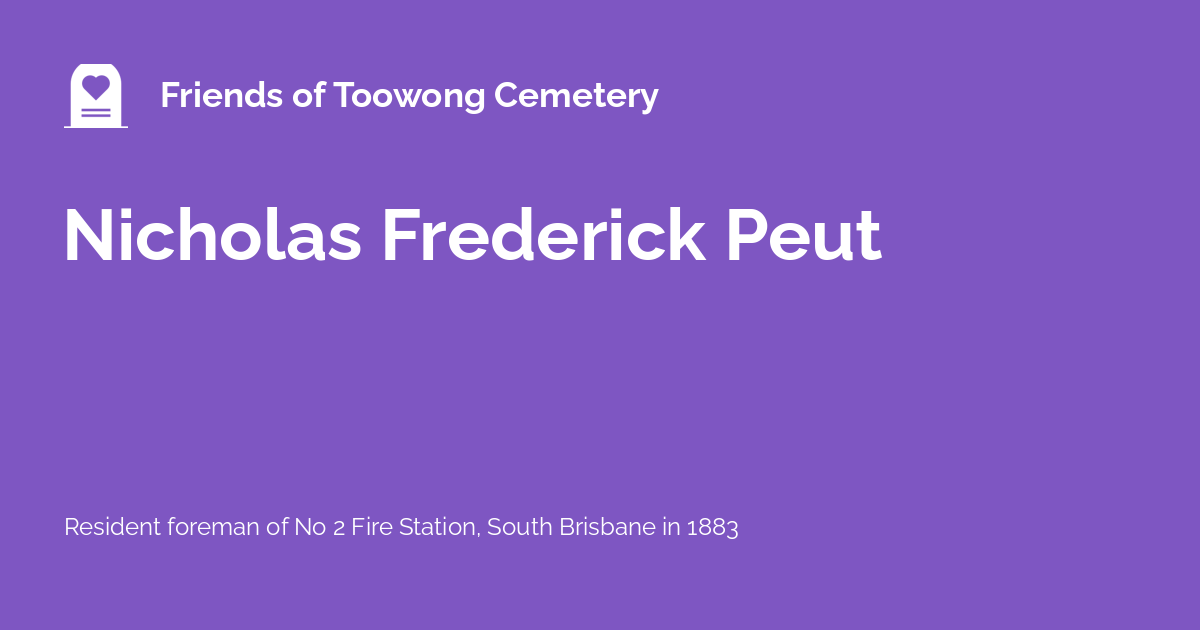 Friends of Toowong Cemetery
Nicholas Frederick Peut
Resident foreman of No 2 Fire Station, South Brisbane in 1883